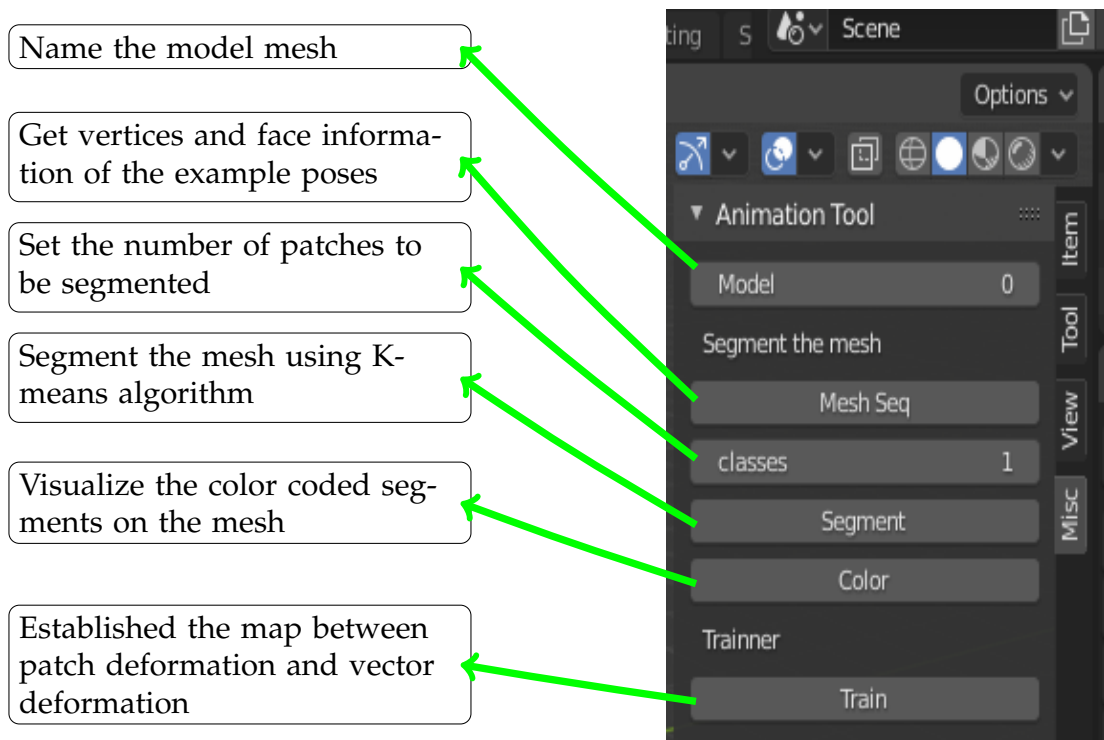 Name the model mesh
Get vertices and face informa-
tion of the example poses
Set the number of patches to
be segmented
Segment the mesh using K-
means algorithm
Visualize the color coded seg-
ments on the mesh
Established the map between
patch deformation and vector
deformation
ting S Scene
Options
Animation Tool
Model 0
Segment the mesh
Mesh Seq
classes 1
Segment
Color
Trainner
Train
Item
Tool
View
Misc